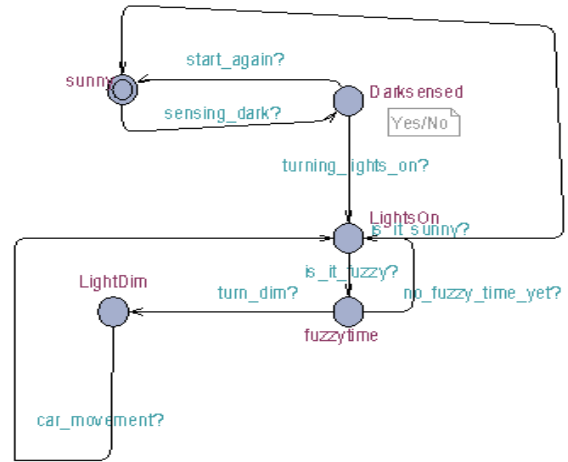 start_again?
sunny
Darksensed
sensing_dark?
Yes/No
turning_lights_on?
LightsOn
is_it_sunny?
is_it_fuzzy?
LightDim
turn_dim?
no_fuzzy_time_yet?
fuzzytime
car_movement?